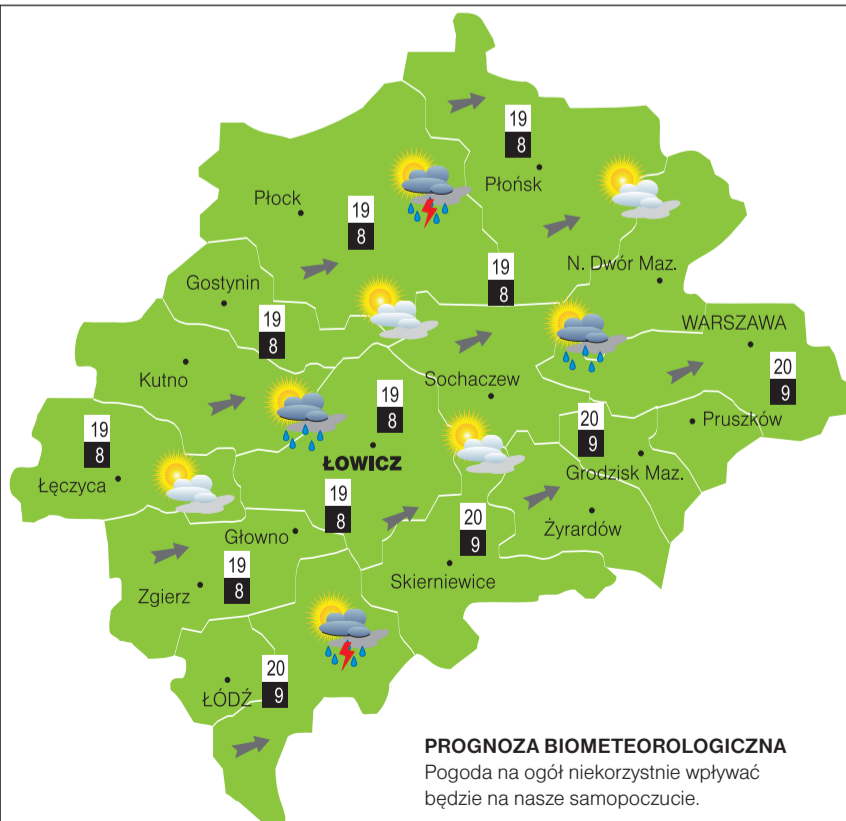 19
8
Płońsk
Płock
19
8
N. Dwór Maz.
19
8
Gostynin
19
8
WARSZAWA
Kutno
20
9
Sochaczew
19
8
20
9
Pruszków
19
8
ŁOWICZ
Grodzisk Maz.
Łęczyca
19
8
Żyrardów
20
9
Głowno
Skierniewice
19
8
Zgierz
20
9
ŁÓDŹ
PROGNOZA BIOMETEOROLOGICZNA
Pogoda na ogół niekorzystnie wpływać
będzie na nasze samopoczucie.